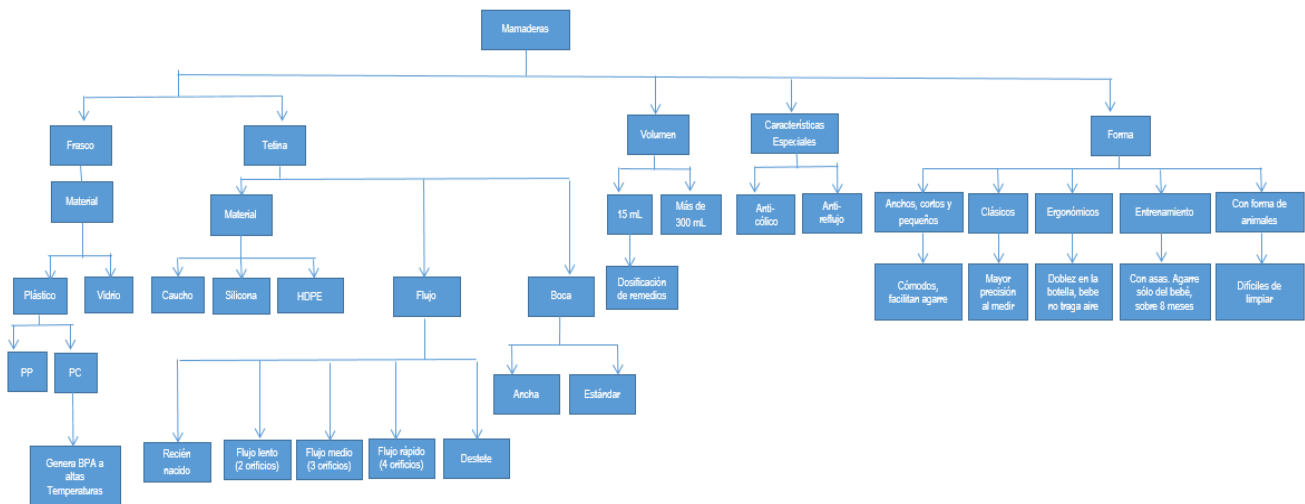 Mamaderas
Frasco
Tetina
Volumen
Características
Especiales
Forma
Material
Material
15 mL
Más de
300 mL
Anti-
cólico
Anti-
reflujo
Anchos, cortos y
pequeños
Clásicos
Ergonómicos
Entrenamiento
Con forma de
animales
Plástico
Vidrio
Caucho
Silicona
HDPE
Flujo
Boca
Dosificación
de remedios
Cómodos,
facilitan agarre
Mayor
precisión
al medir
Doblez en la
botella, bebe
no traga aire
Con asas. Agarre
sólo del bebé,
sobre 8 meses
Difíciles de
limpiar
PP
PC
Ancha
Estándar
Genera BPA a
altas
Temperaturas
Recién
nacido
Flujo lento
(2 orificios)
Flujo medio
(3 orificios)
Flujo rápido
(4 orificios)
Destete